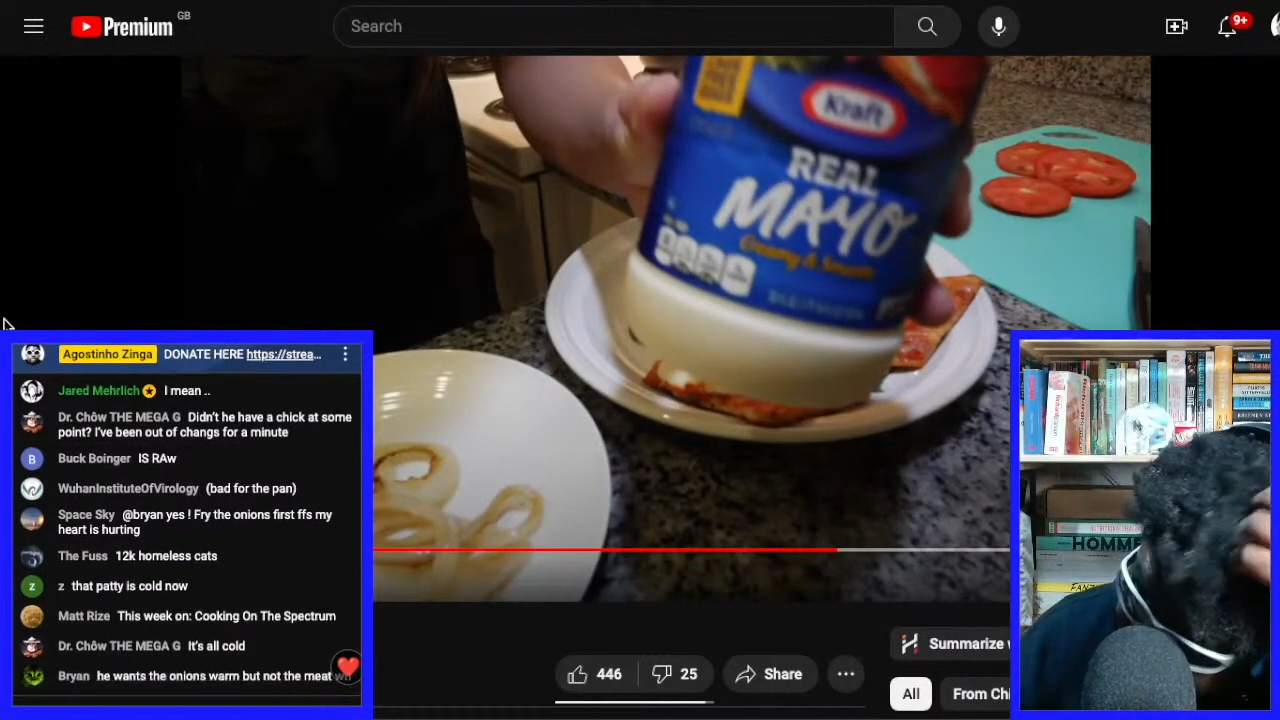 Premium GB
Search
9+
Kraft
REAL
MAYO
Creamy & Smooth
Agostinho Zinga DONATE HERE https://strea...
Jared Mehrlich I mean ..
Dr. Chôw THE MEGA G Didn't he have a chick at some
point? I've been out of changs for a minute
B Buck Boinger IS RAw
WuhanInstituteOfVirology (bad for the pan)
Space Sky @bryan yes ! Fry the onions first ffs my
heart is hurting
The Fuss 12k homeless cats
z z that patty is cold now
Matt Rize This week on: Cooking On The Spectrum
Dr. Chôw THE MEGA G It's all cold
Bryan he wants the onions warm but not the meat
446 25 Share
Summarize
All From Chi
HOMME